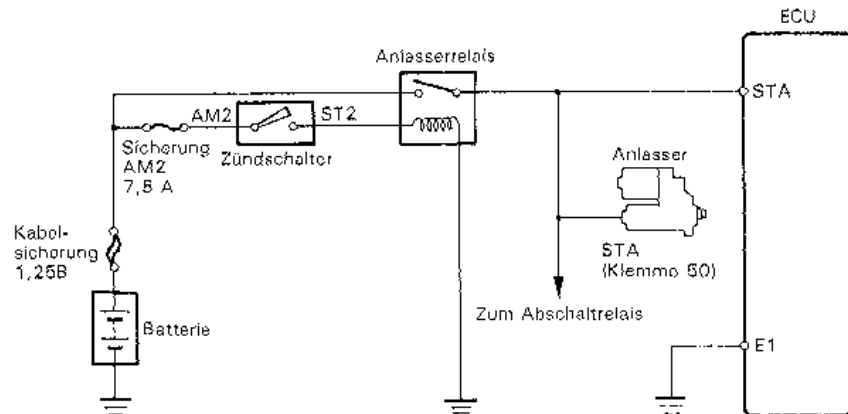 ECU
Anlasserrelais
STA
AM2
ST2
Sicherung
AM2
7,5 A
Zündschalter
Anlasser
Kabel-
sicherung
1,25B
STA
(Klemme 50)
Zum Abschaltrelais
Batterie
E1